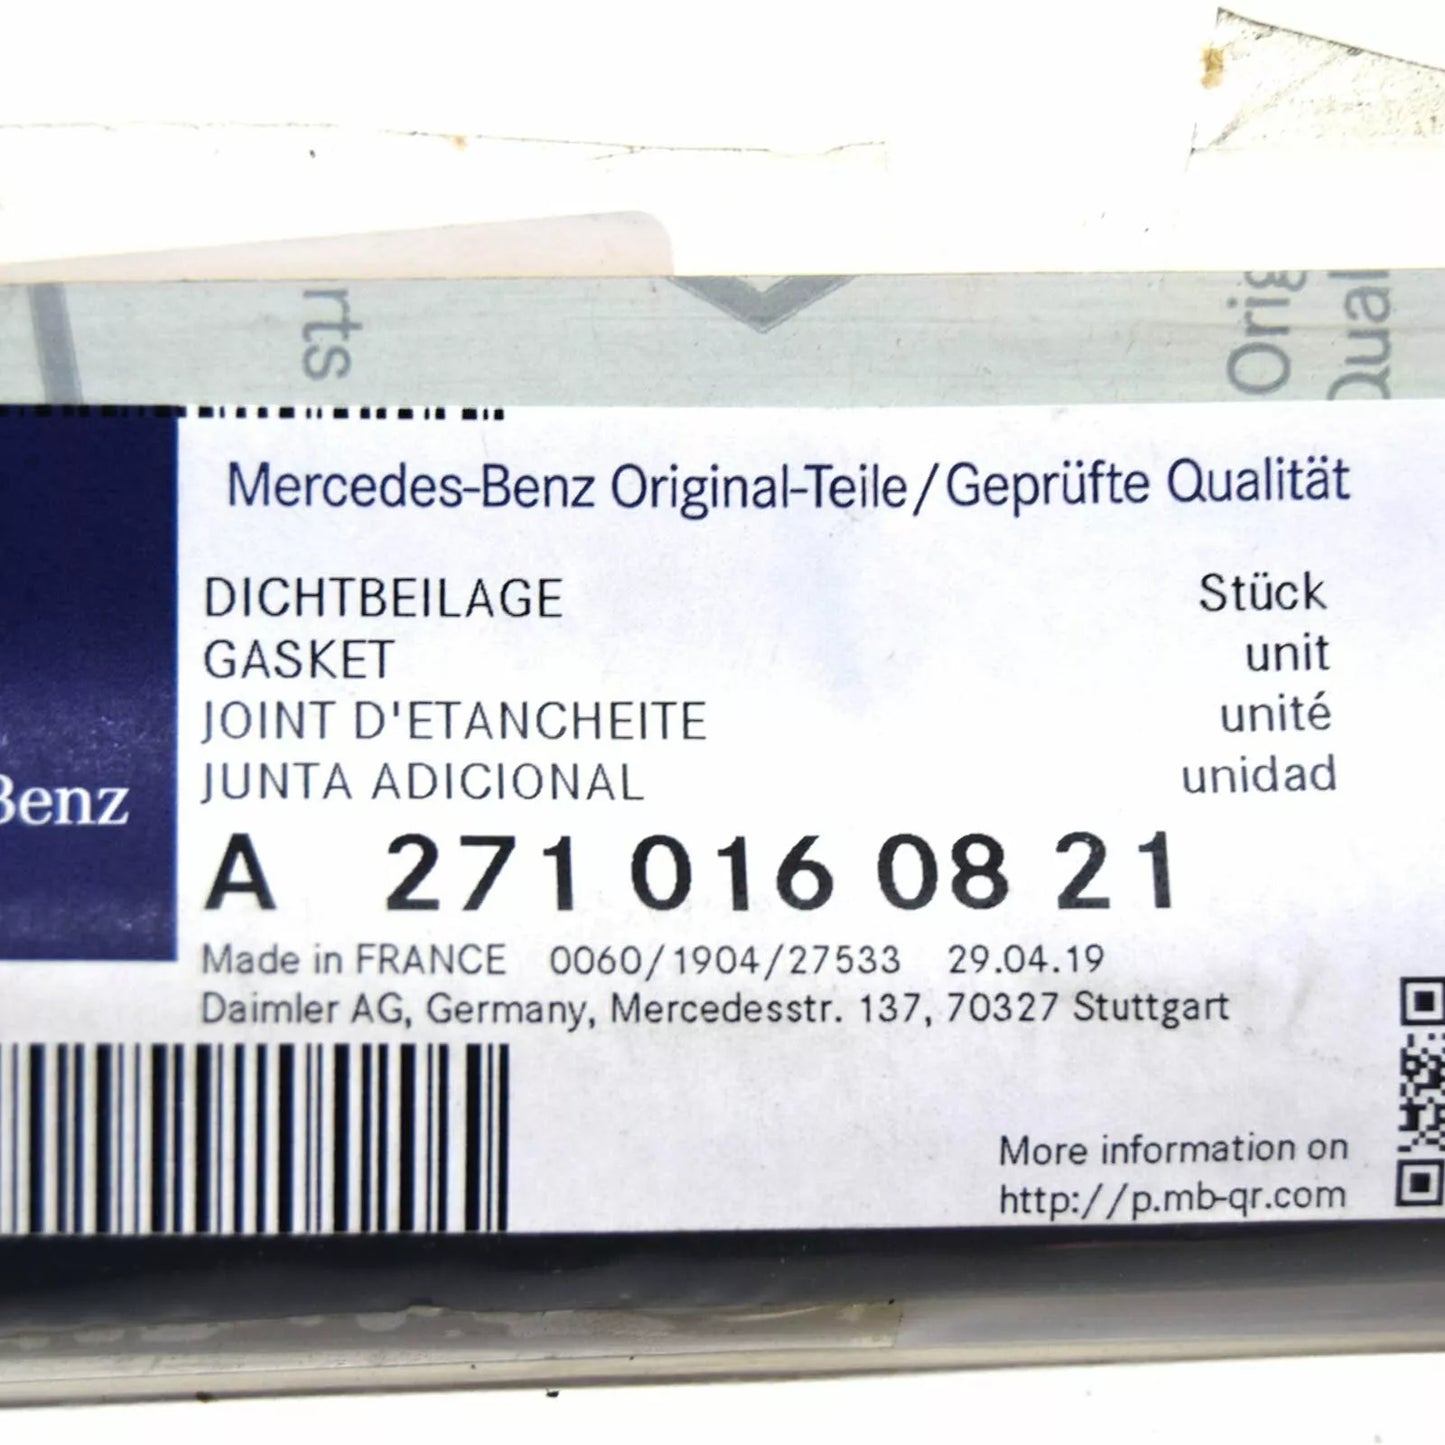 rts
Orig
Qual
Mercedes-Benz Original-Teile/Geprüfte Qualität
DICHTBEILAGE Stück
GASKET unit
JOINT D'ETANCHEITE unité
JUNTA ADICIONAL unidad
Benz
A 271 016 08 21
Made in FRANCE 0060/1904/27533 29.04.19
Daimler AG, Germany, Mercedesstr. 137, 70327 Stuttgart
More information on
http://p.mb-qr.com